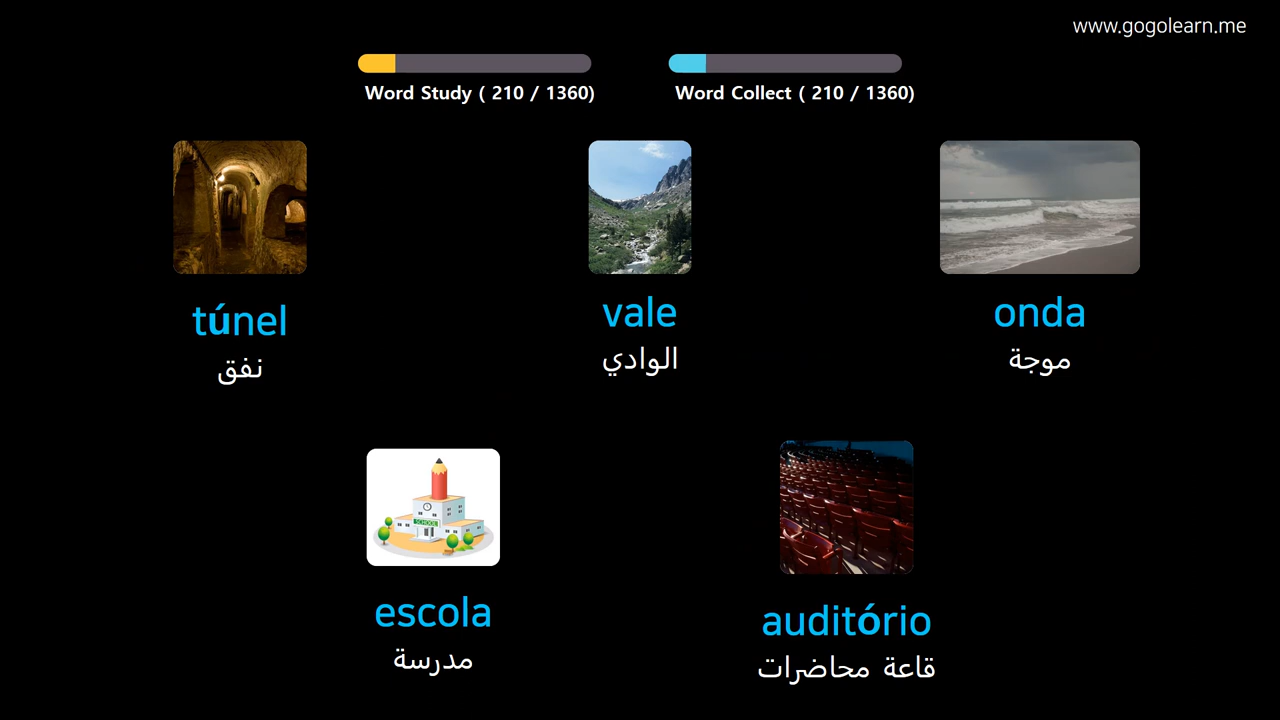 www.gogolearn.me
Word Study ( 210 / 1360)
Word Collect ( 210 / 1360)
túnel
نفق
vale
الوادي
onda
موجة
SCHOOL
escola
مدرسة
auditório
قاعة محاضرات